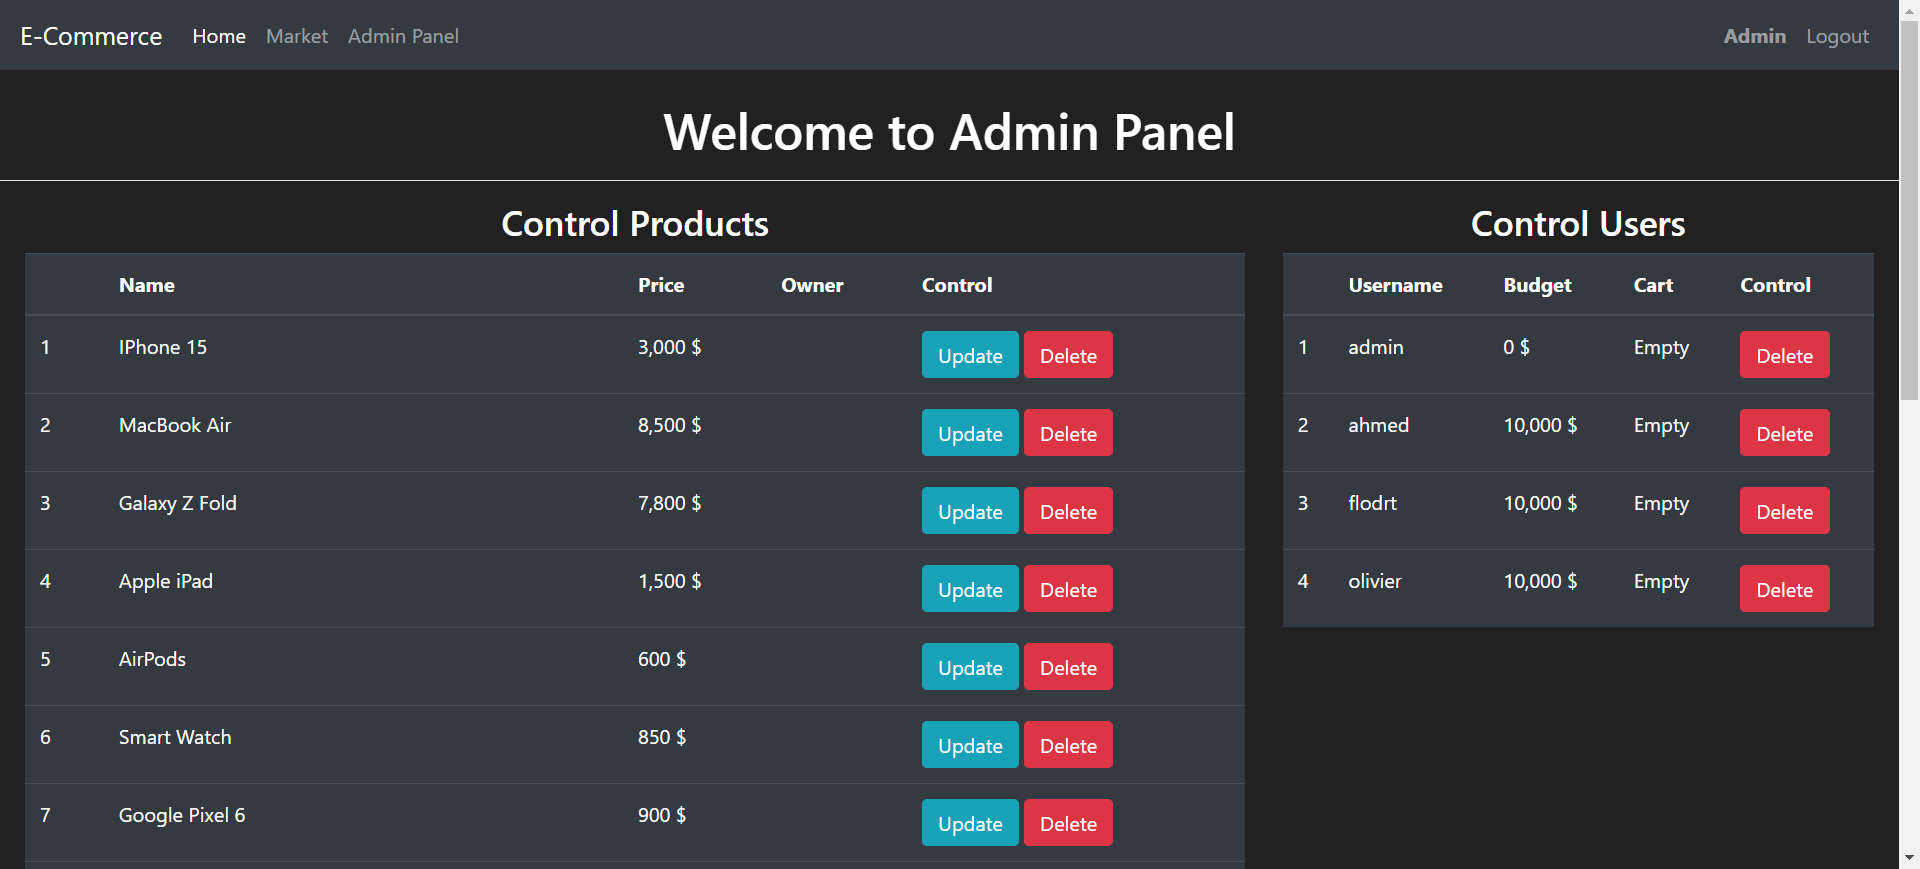 E-Commerce Home Market Admin Panel Admin Logout
Welcome to Admin Panel
Control Products
Name Price Owner Control
1 IPhone 15 3,000 $ Update Delete
2 MacBook Air 8,500 $ Update Delete
3 Galaxy Z Fold 7,800 $ Update Delete
4 Apple iPad 1,500 $ Update Delete
5 AirPods 600 $ Update Delete
6 Smart Watch 850 $ Update Delete
7 Google Pixel 6 900 $ Update Delete
Control Users
Username Budget Cart Control
1 admin 0 $ Empty Delete
2 ahmed 10,000 $ Empty Delete
3 flodrt 10,000 $ Empty Delete
4 olivier 10,000 $ Empty Delete